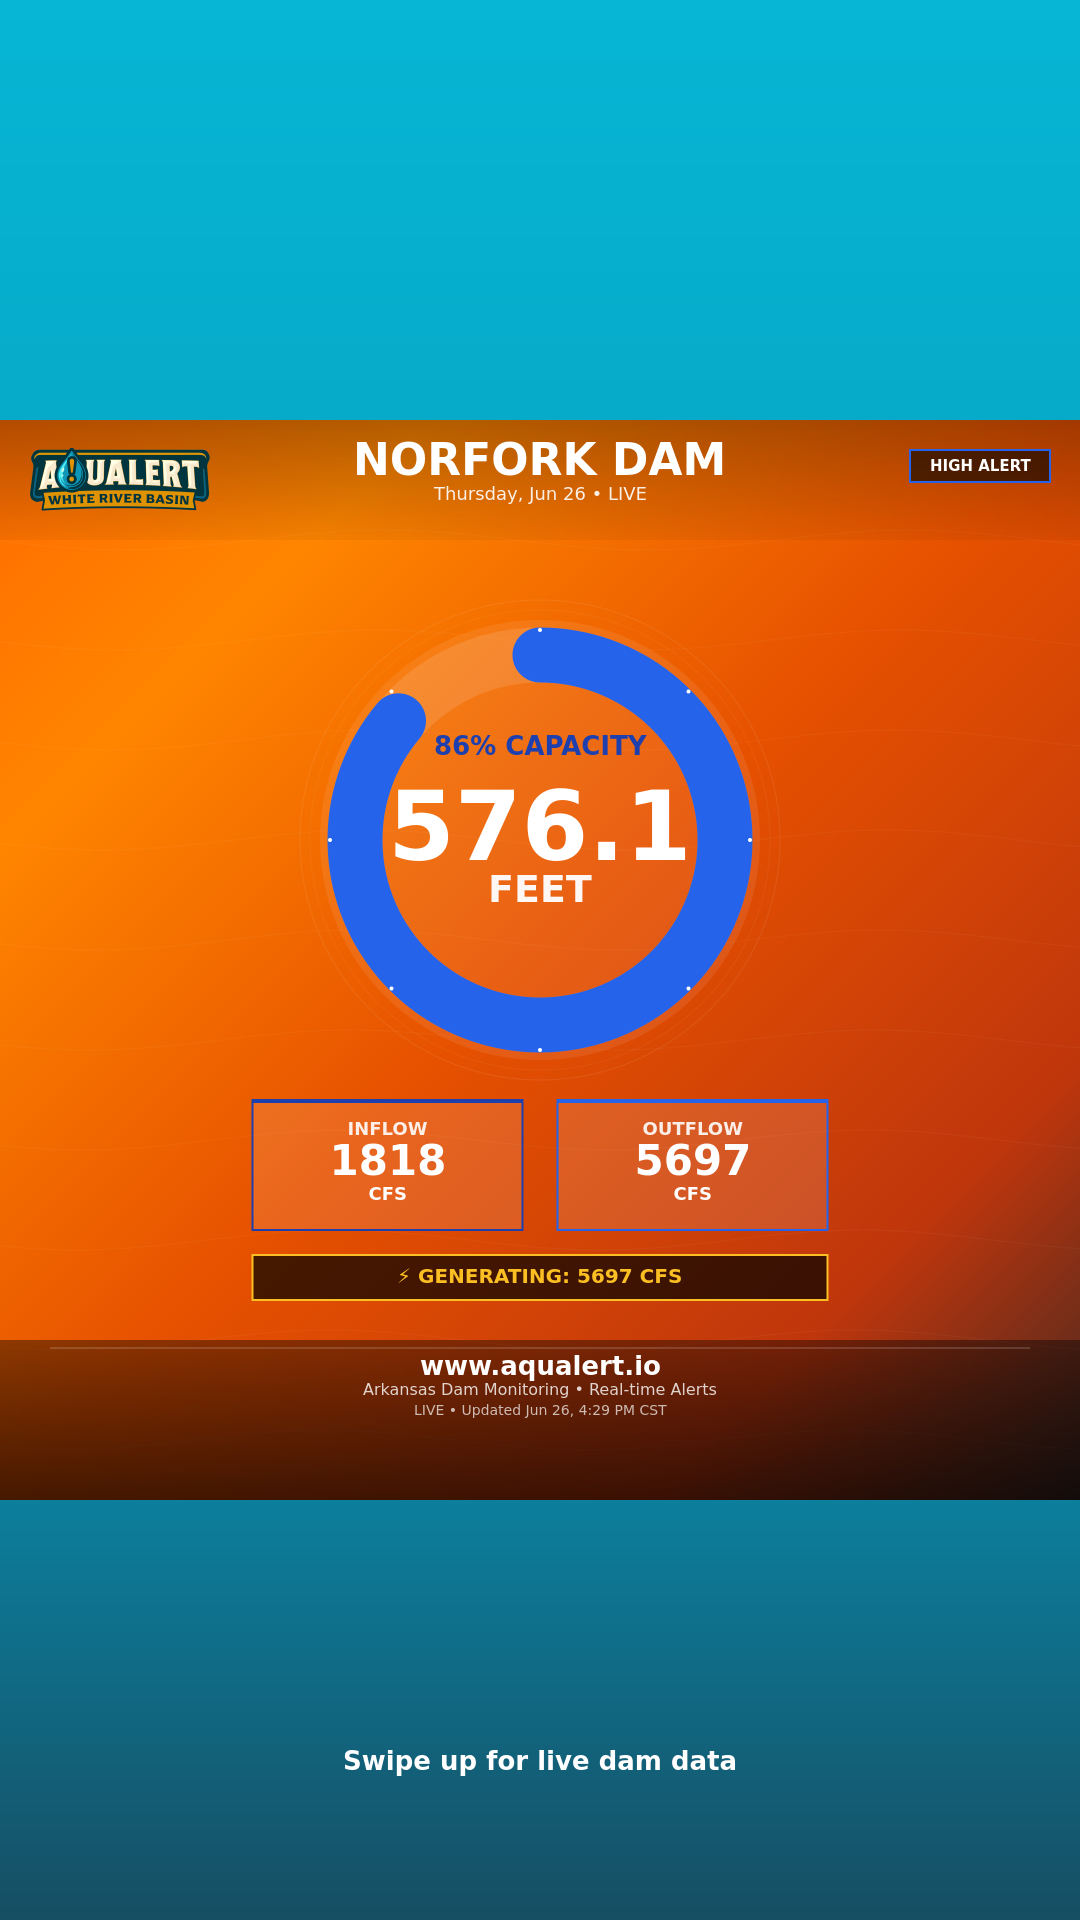 AQUALERT
WHITE RIVER BASIN
NORFORK DAM
Thursday, Jun 26 • LIVE
HIGH ALERT
86% CAPACITY
576.1
FEET
INFLOW
1818
CFS
OUTFLOW
5697
CFS
⚡ GENERATING: 5697 CFS
www.aqualert.io
Arkansas Dam Monitoring • Real-time Alerts
LIVE • Updated Jun 26, 4:29 PM CST
Swipe up for live dam data